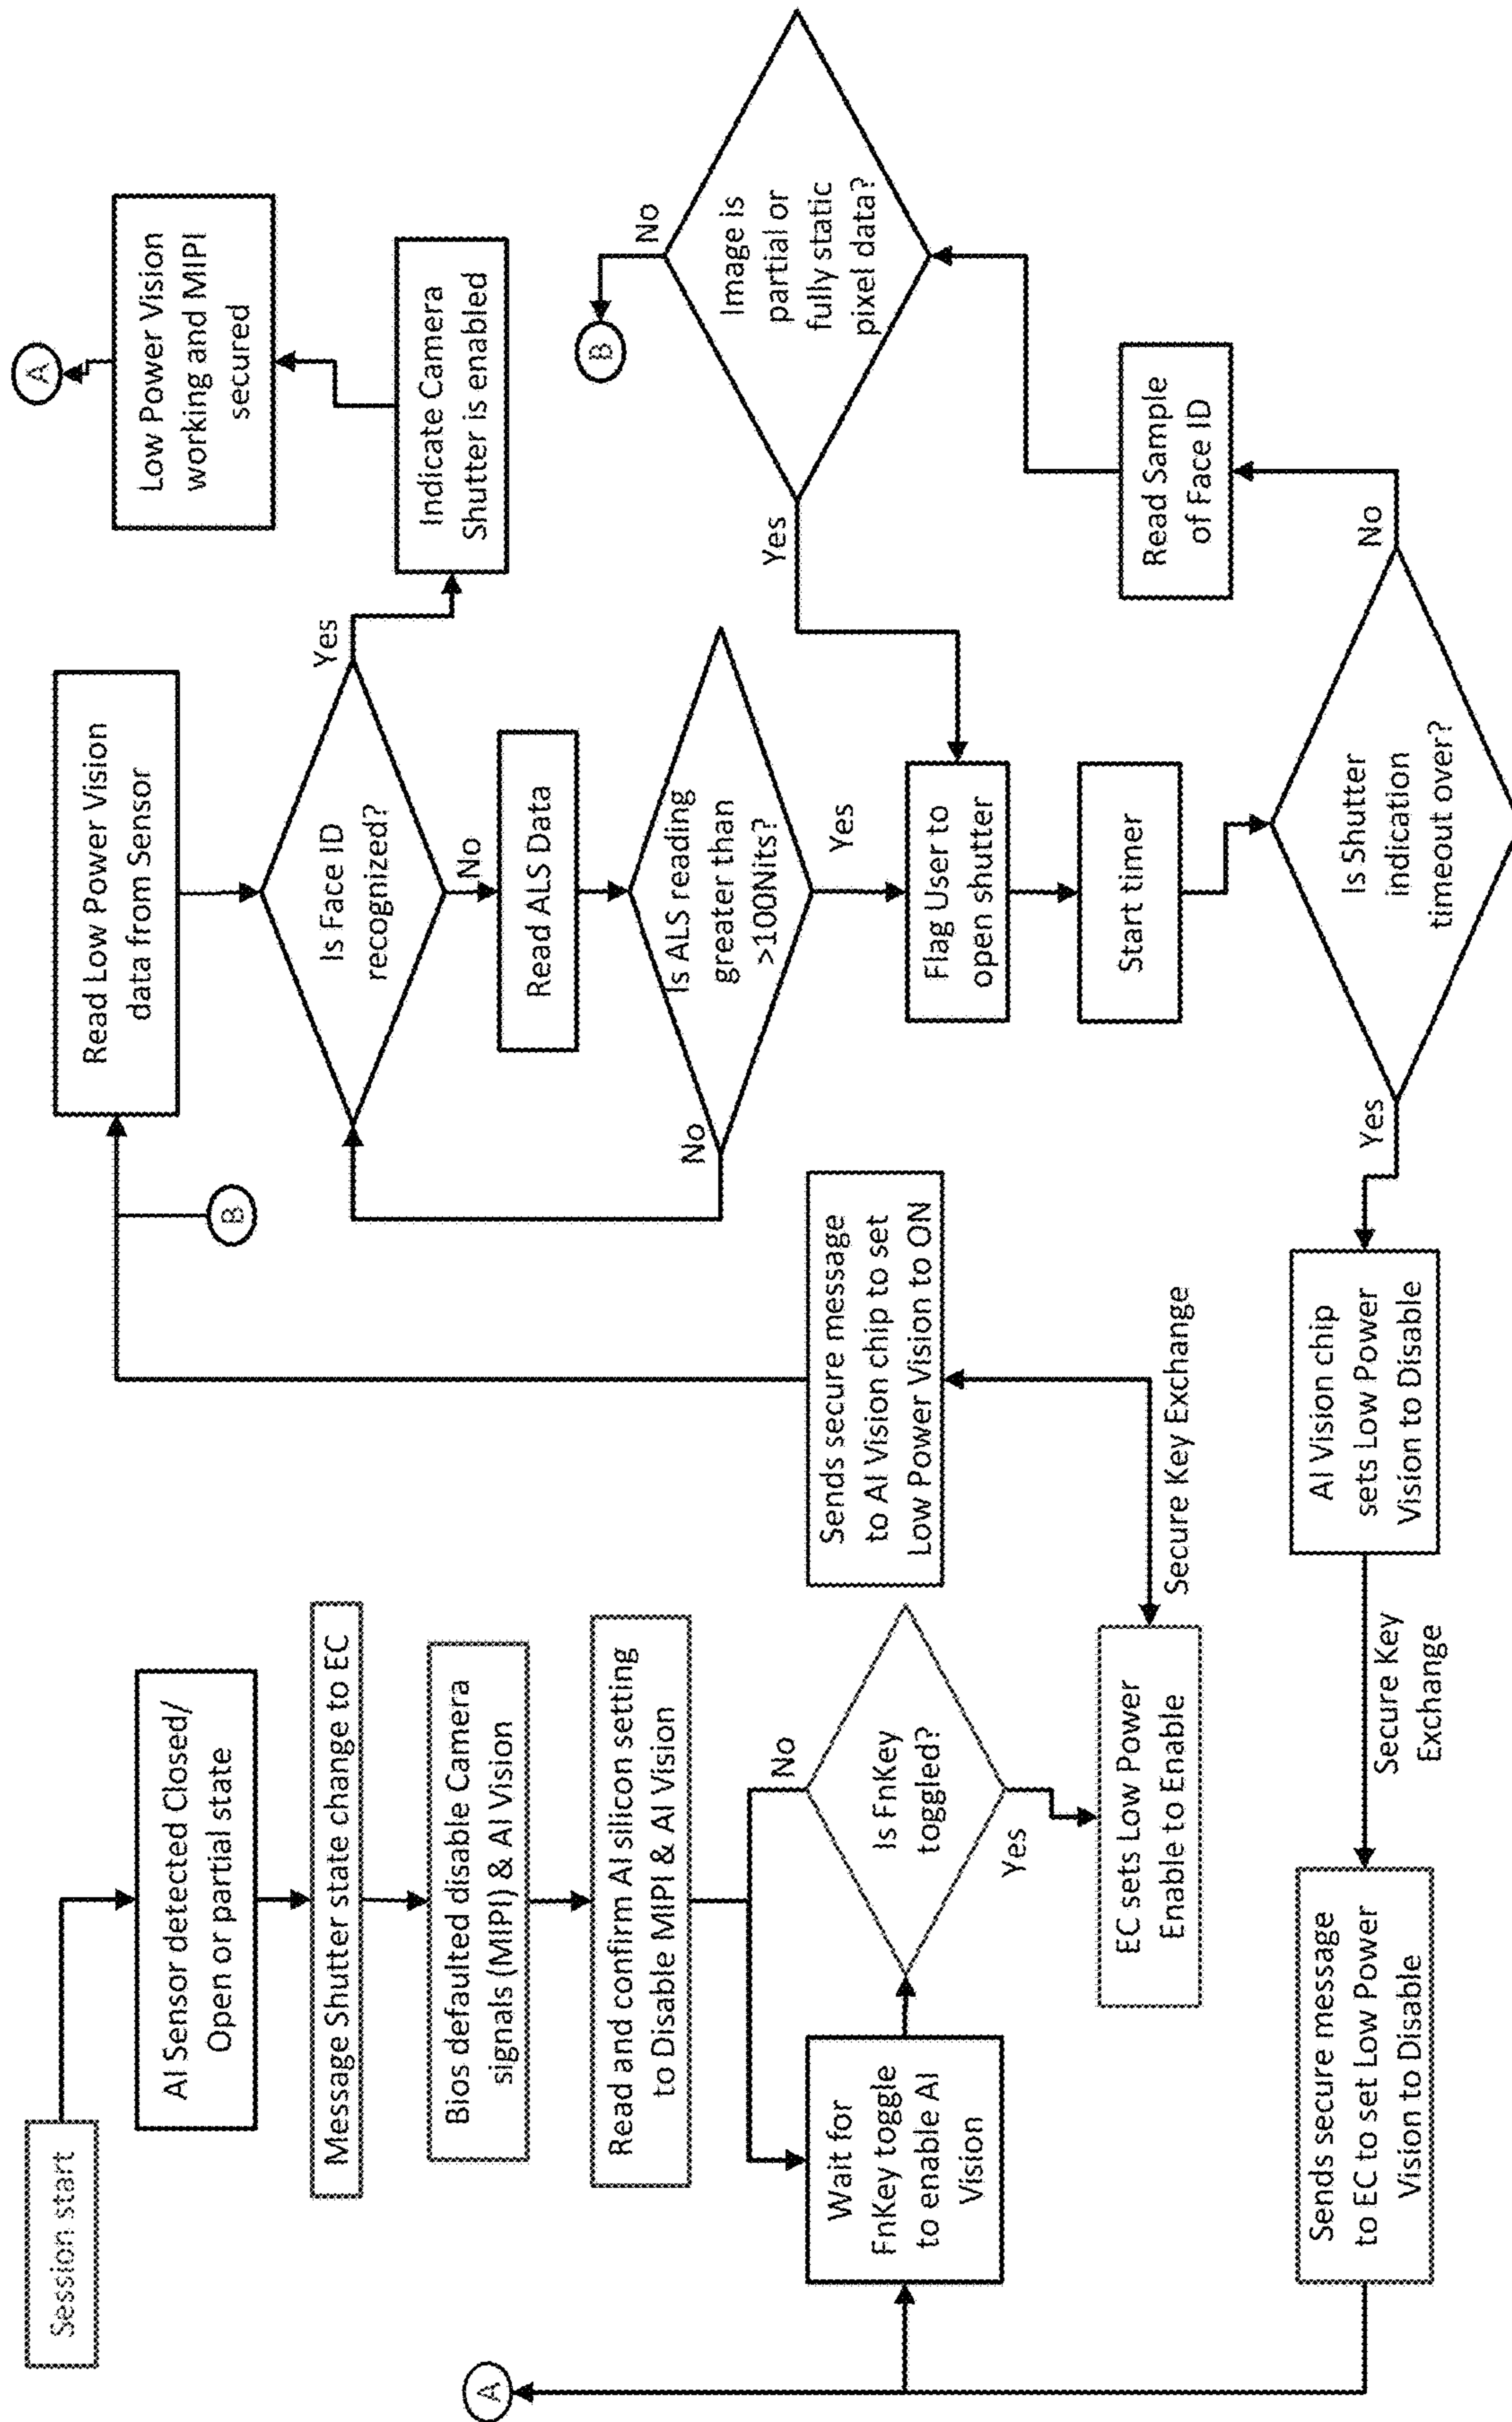 Session start
AI Sensor detected Closed/
Open or partial state
Message Shutter state change to EC
Bios defaulted disable Camera
signals (MIPI) & AI Vision
Read and confirm AI silicon setting
to Disable MIPI & AI Vision
Wait for
FnKey toggle
to enable AI
Vision
Is FnKey
toggled?
No
Yes
EC sets Low Power
Enable to Enable
Secure Key Exchange
Sends secure message
to AI Vision chip to set
Low Power Vision to ON
B
Read Low Power Vision
data from Sensor
Is Face ID
recognized?
Yes
No
Indicate Camera
Shutter is enabled
Low Power Vision
working and MIPI
secured
A
Read ALS Data
Is ALS reading
greater than
>100Nits?
No
Yes
Flag User to
open shutter
Start timer
Is Shutter
indication
timeout over?
No
Yes
Read Sample
of Face ID
Image is
partial or
fully static
pixel data?
Yes
No
B
AI Vision chip
sets Low Power
Vision to Disable
Secure Key
Exchange
Sends secure message
to EC to set Low Power
Vision to Disable
A